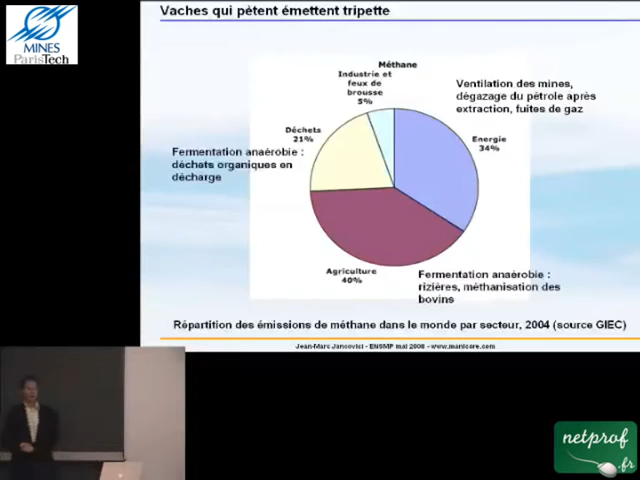 Vaches qui pètent émettent tripette
MINES
ParisTech
Méthane
Industrie et
feux de
brousse
5%
Ventilation des mines,
dégazage du pétrole après
extraction, fuites de gaz
Déchets
21%
Energie
34%
Fermentation anaérobie :
déchets organiques en
décharge
Agriculture
40%
Fermentation anaérobie :
rizières, méthanisation des
bovins
Répartition des émissions de méthane dans le monde par secteur, 2004 (source GIEC)
Jean-Marc Jancovici - ENSMP mai 2008 - www.manicore.com
netprof
.fr